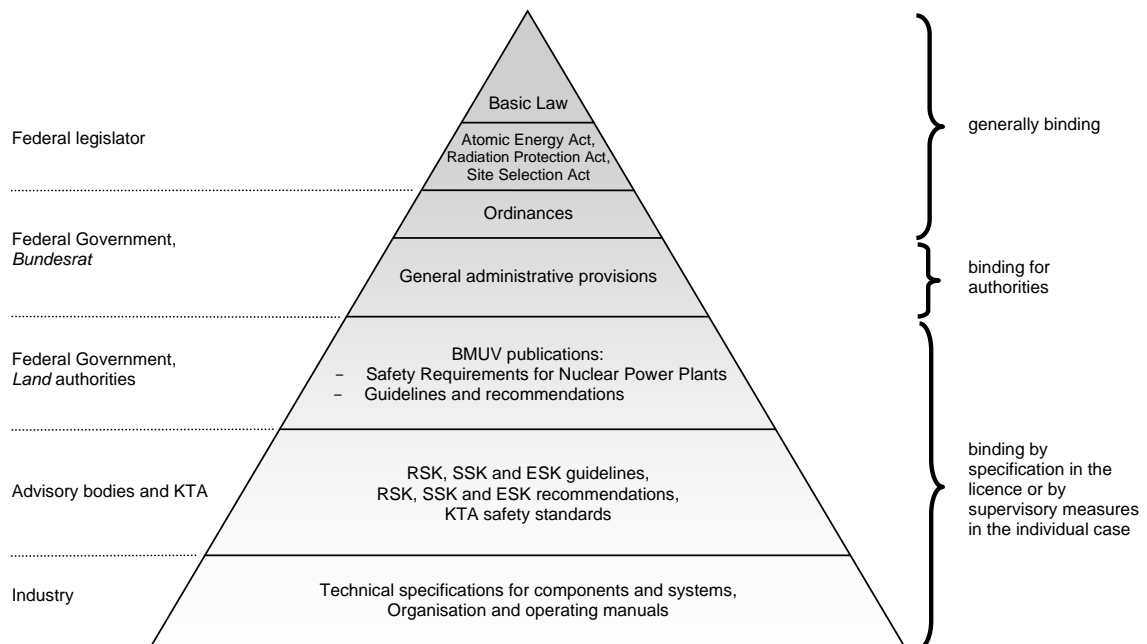 Basic Law
Federal legislator
Atomic Energy Act,
Radiation Protection Act,
Site Selection Act
generally binding
Ordinances
Federal Government,
Bundesrat
General administrative provisions
binding for
authorities
Federal Government,
Land authorities
BMUV publications:
- Safety Requirements for Nuclear Power Plants
- Guidelines and recommendations
Advisory bodies and KTA
RSK, SSK and ESK guidelines,
RSK, SSK and ESK recommendations,
KTA safety standards
binding by
specification in the
licence or by
supervisory measures
in the individual case
Industry
Technical specifications for components and systems,
Organisation and operating manuals